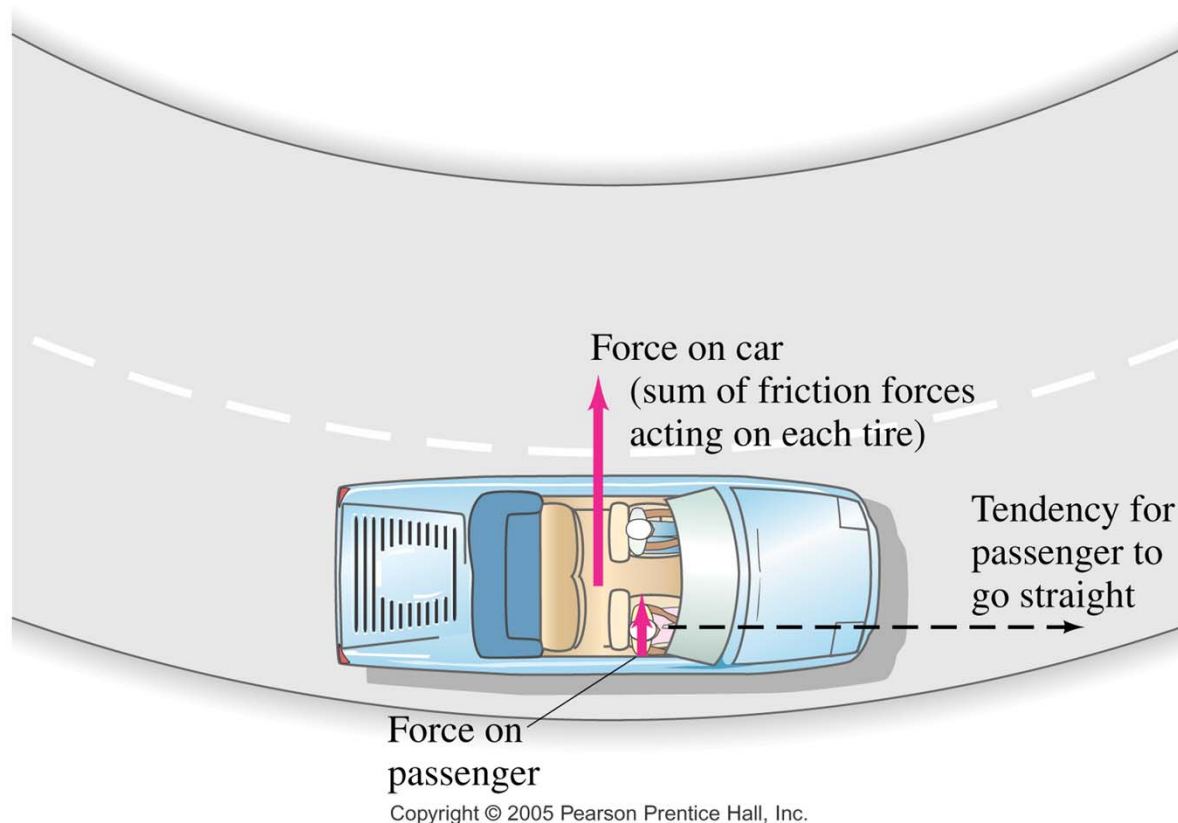 Force on car
(sum of friction forces
acting on each tire)
Tendency for
passenger to
go straight
Force on
passenger
Copyright © 2005 Pearson Prentice Hall, Inc.